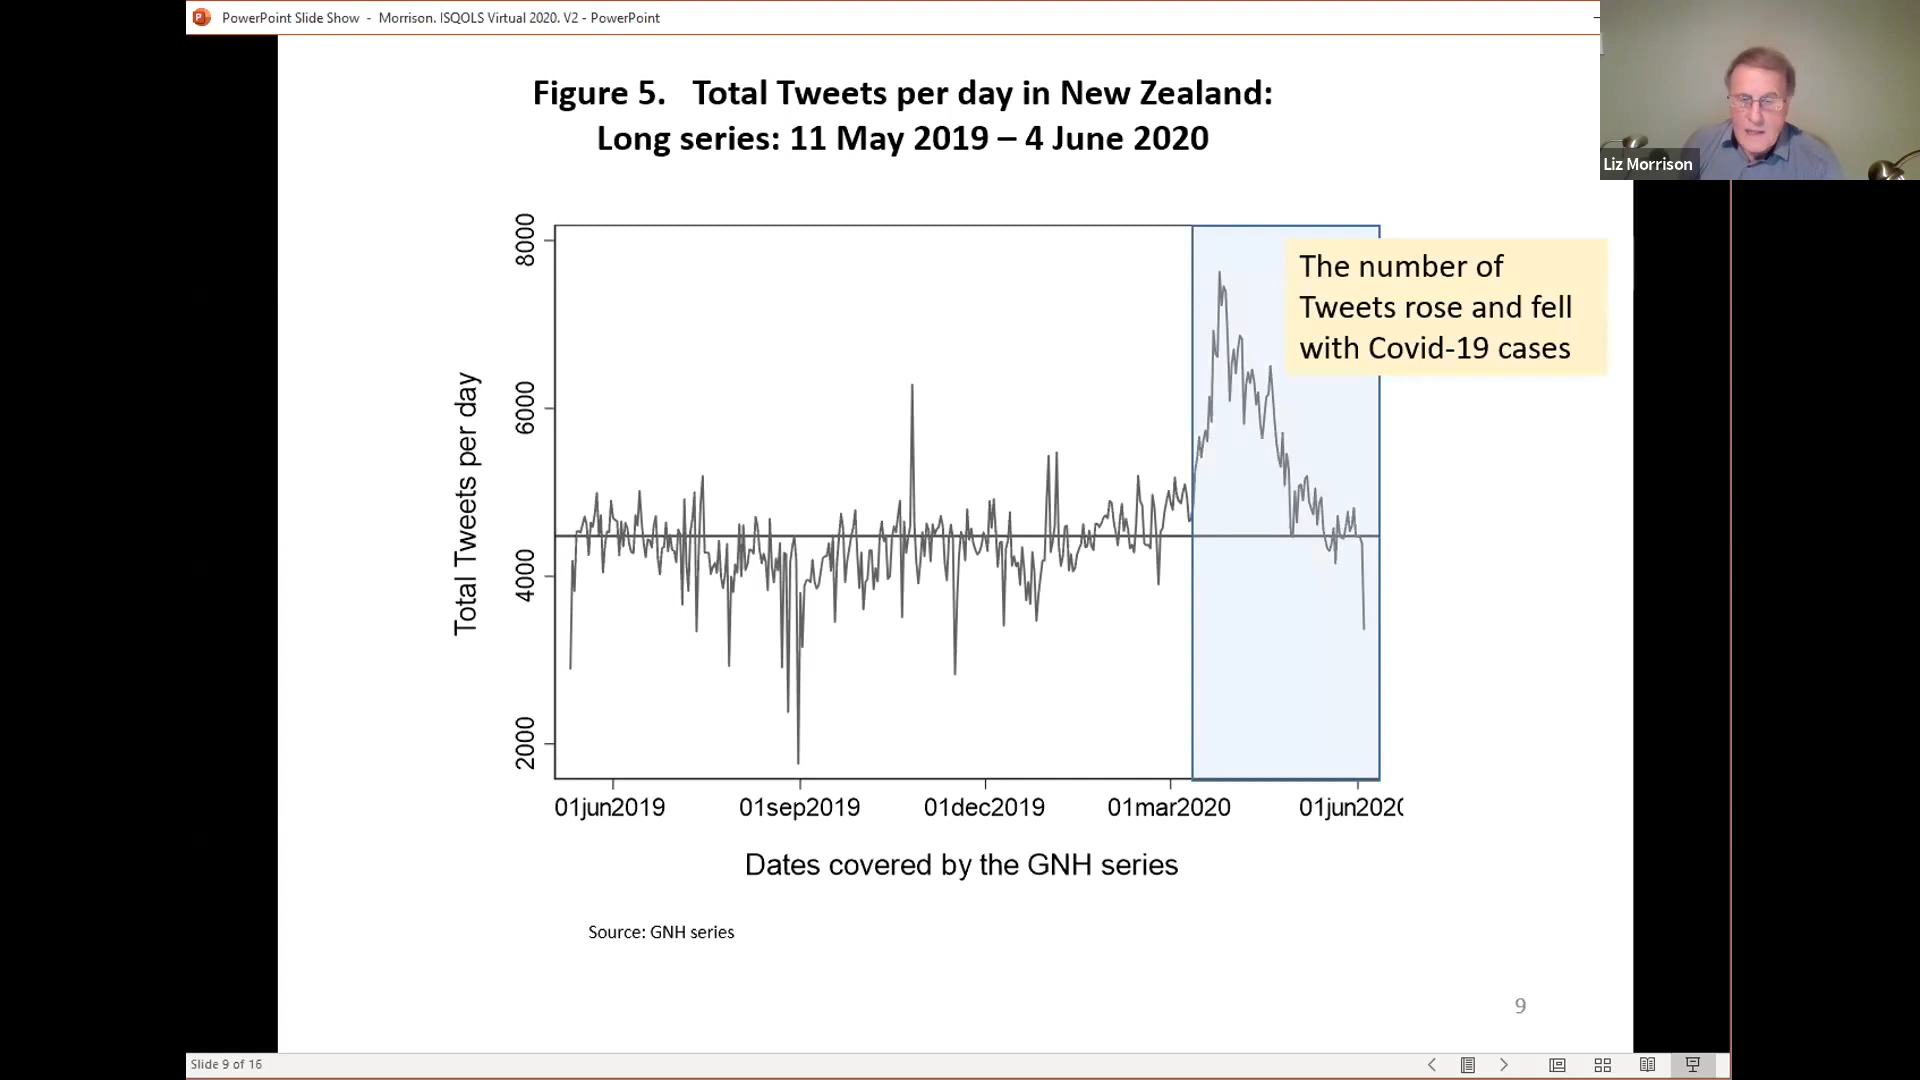 PowerPoint Slide Show - Morrison. ISQOLS Virtual 2020. V2 - PowerPoint
Figure 5. Total Tweets per day in New Zealand:
Long series: 11 May 2019 – 4 June 2020
Liz Morrison
The number of
Tweets rose and fell
with Covid-19 cases
Total Tweets per day
8000
6000
4000
2000
01jun2019 01sep2019 01dec2019 01mar2020 01jun202
Dates covered by the GNH series
Source: GNH series
9
Slide 9 of 16